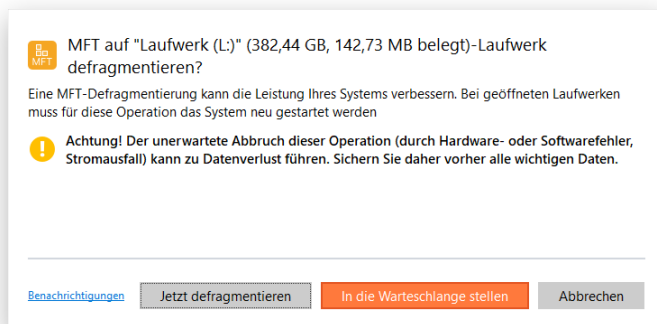 MFT auf "Laufwerk (L:)" (382,44 GB, 142,73 MB belegt)-Laufwerk
defragmentieren?
MFT
Eine MFT-Defragmentierung kann die Leistung Ihres Systems verbessern. Bei geöffneten Laufwerken
muss für diese Operation das System neu gestartet werden
Achtung! Der unerwartete Abbruch dieser Operation (durch Hardware- oder Softwarefehler,
Stromausfall) kann zu Datenverlust führen. Sichern Sie daher vorher alle wichtigen Daten.
Benachrichtigungen Jetzt defragmentieren In die Warteschlange stellen Abbrechen